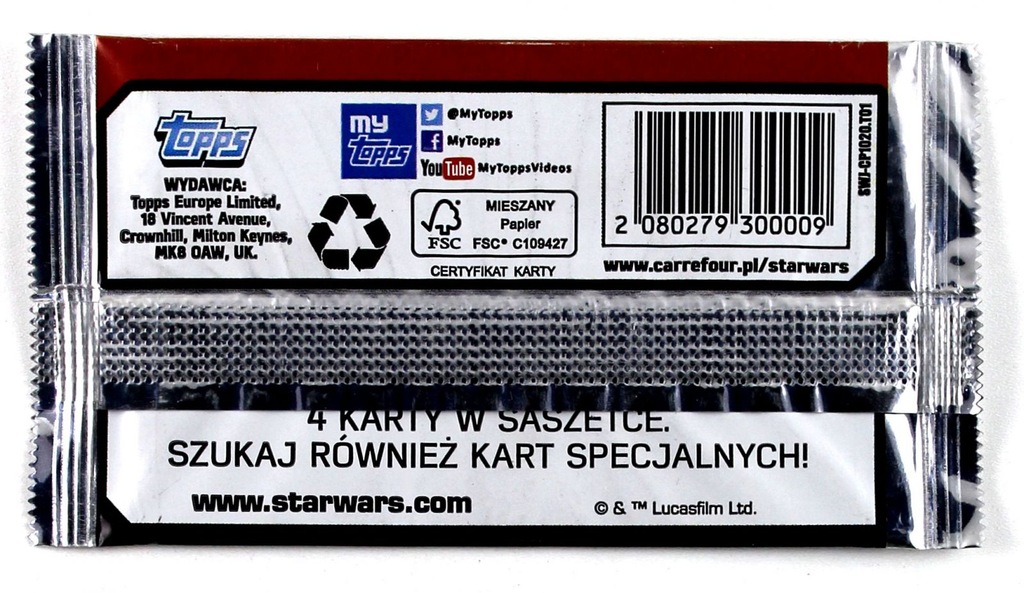 topps
WYDAWCA:
Topps Europe Limited,
18 Vincent Avenue,
Crownhill, Milton Keynes,
MK8 0AW, UK.
my
topps
@MyTopps
MyTopps
YouTube MyToppsVideos
FSC
MIESZANY
Papier
FSC® C109427
CERTYFIKAT KARTY
2 080279 300009
SWJ-CP1020.T01
www.carrefour.pl/starwars
4 KARTY W SASZETCE.
SZUKAJ RÓWNIEŻ KART SPECJALNYCH!
www.starwars.com
© & ™ Lucasfilm Ltd.